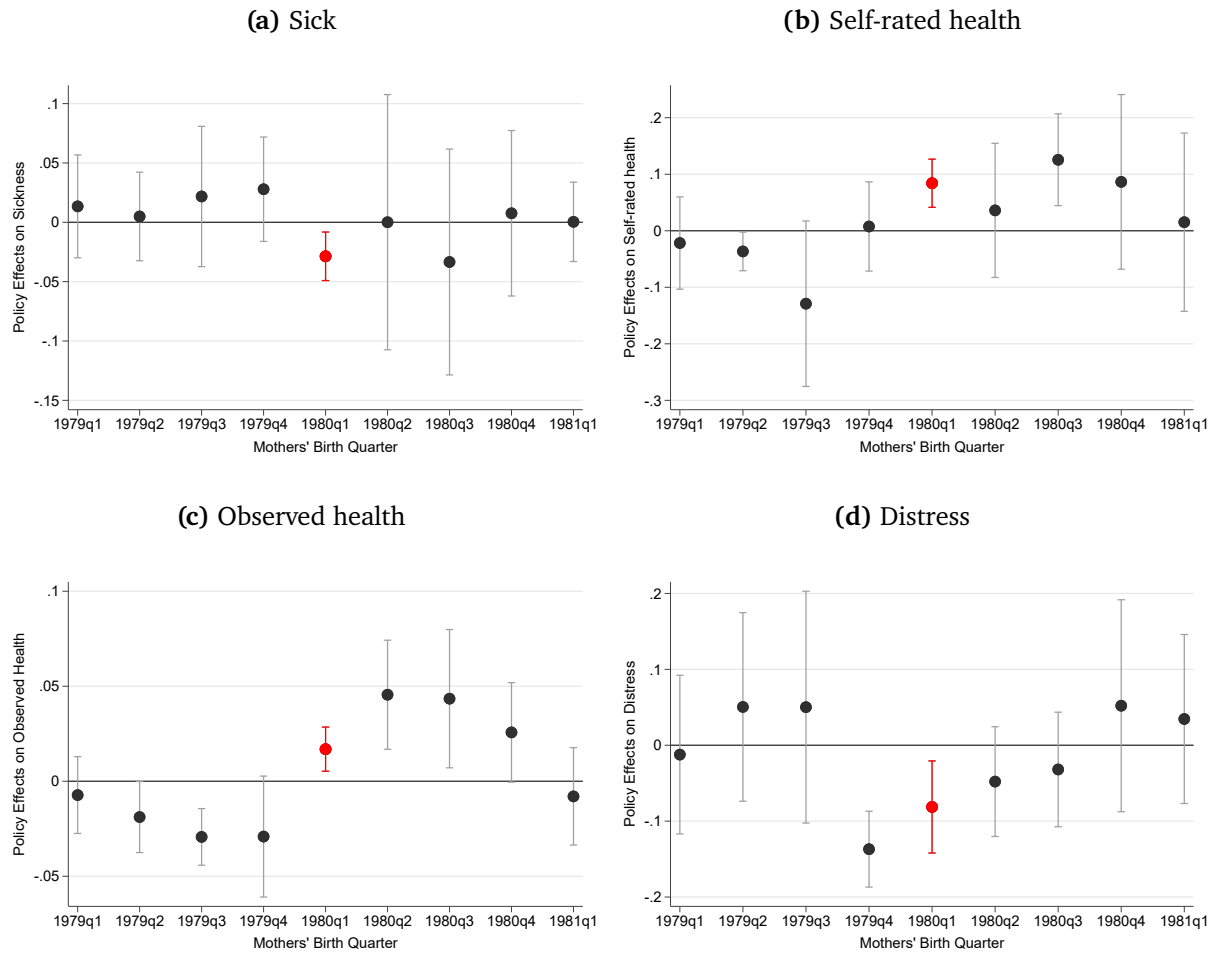 (a) Sick
Policy Effects on Sickness
.1
.05
0
-.05
-.1
-.15
1979q1 1979q2 1979q3 1979q4 1980q1 1980q2 1980q3 1980q4 1981q1
Mothers' Birth Quarter
(b) Self-rated health
Policy Effects on Self-rated health
.2
.1
0
-.1
-.2
-.3
1979q1 1979q2 1979q3 1979q4 1980q1 1980q2 1980q3 1980q4 1981q1
Mothers' Birth Quarter
(c) Observed health
Policy Effects on Observed Health
.1
.05
0
-.05
1979q1 1979q2 1979q3 1979q4 1980q1 1980q2 1980q3 1980q4 1981q1
Mothers' Birth Quarter
(d) Distress
Policy Effects on Distress
.2
.1
0
-.1
-.2
1979q1 1979q2 1979q3 1979q4 1980q1 1980q2 1980q3 1980q4 1981q1
Mothers' Birth Quarter